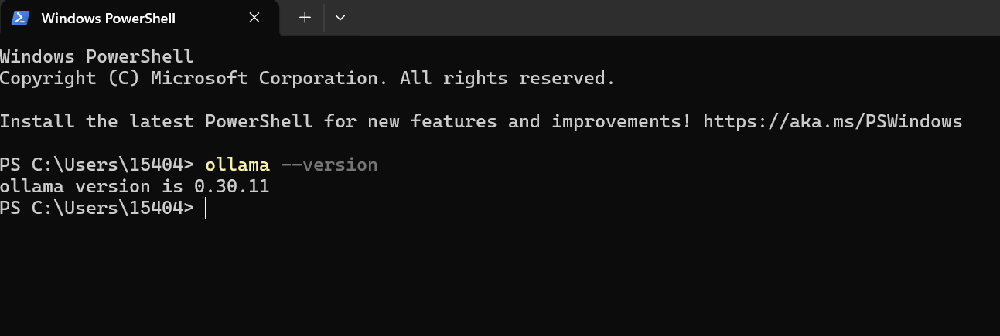 Windows PowerShell
Windows PowerShell
Copyright (C) Microsoft Corporation. All rights reserved.
Install the latest PowerShell for new features and improvements! https://aka.ms/PSWindows
PS C:\Users\15404> ollama --version
ollama version is 0.30.11
PS C:\Users\15404>